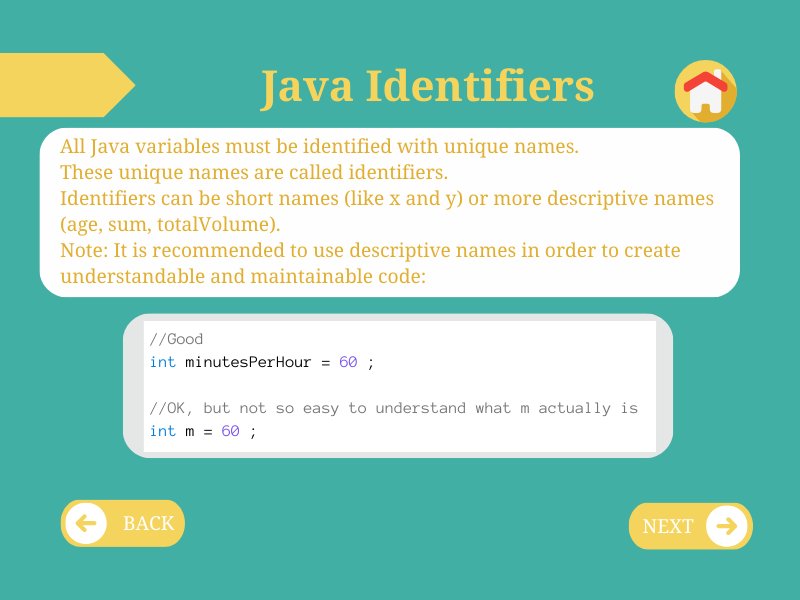 Java Identifiers
All Java variables must be identified with unique names.
These unique names are called identifiers.
Identifiers can be short names (like x and y) or more descriptive names
(age, sum, totalVolume).
Note: It is recommended to use descriptive names in order to create
understandable and maintainable code:
//Good
int minutesPerHour = 60 ;
//OK, but not so easy to understand what m actually is
int m = 60 ;
BACK
NEXT